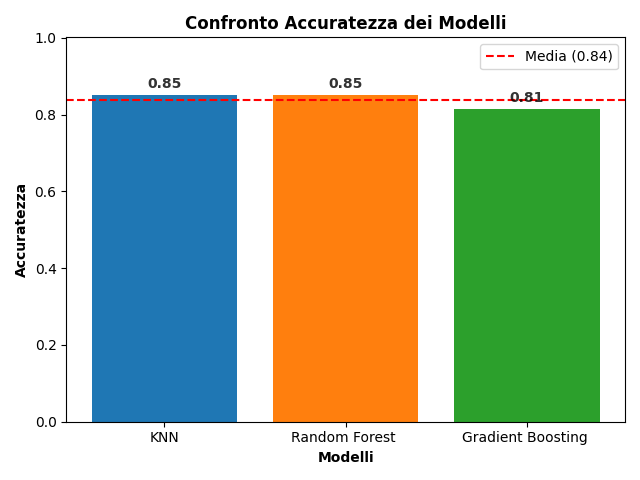 Confronto Accuratezza dei Modelli
Media (0.84)
1.0
0.8
0.6
0.4
0.2
0.0
Accuratezza
0.85
0.85
0.81
KNN
Random Forest
Gradient Boosting
Modelli